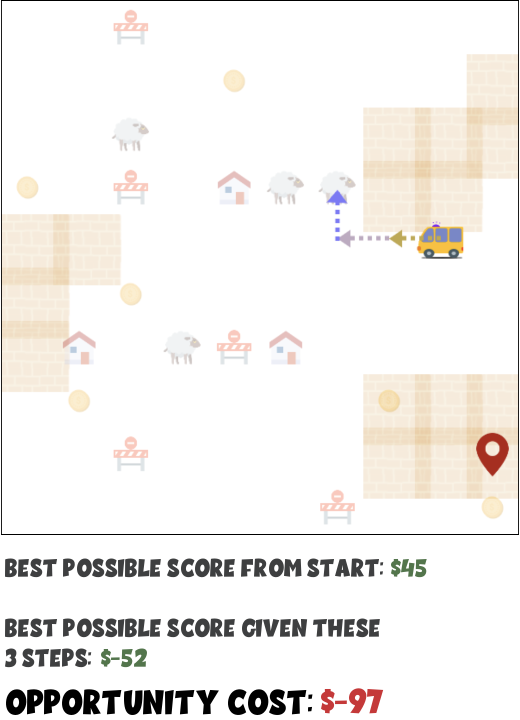 BEST POSSIBLE SCORE FROM START: $45
BEST POSSIBLE SCORE GIVEN THESE
3 STEPS: $-52
OPPORTUNITY COST: $-97